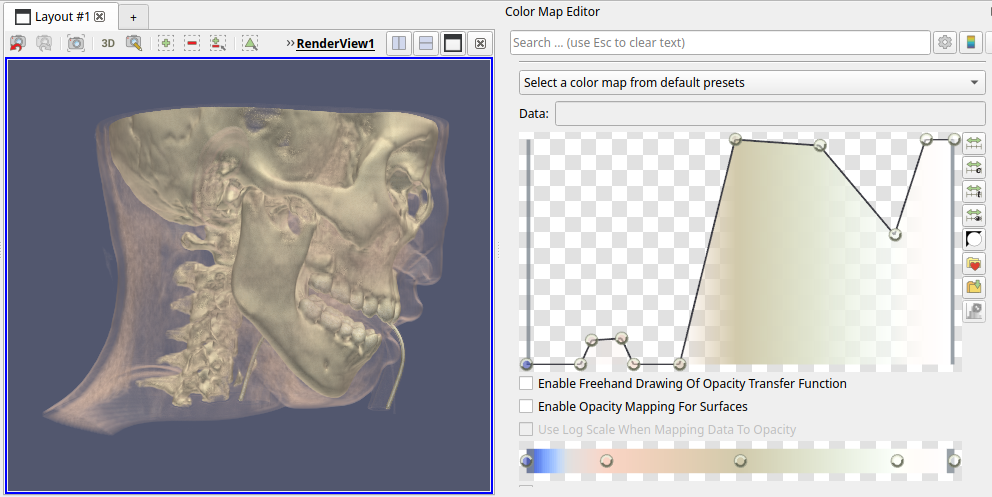 Layout #1
+
Color Map Editor
3D
»RenderView1
Search ... (use Esc to clear text)
Select a color map from default presets
Data:
Enable Freehand Drawing Of Opacity Transfer Function
Enable Opacity Mapping For Surfaces
Use Log Scale When Mapping Data To Opacity